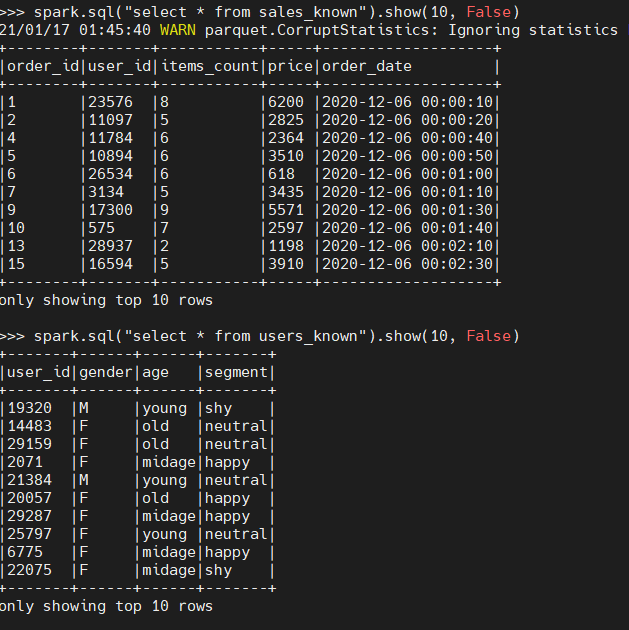 >>> spark.sql("select * from sales_known").show(10, False)
21/01/17 01:45:40 WARN parquet.CorruptStatistics: Ignoring statistics
+--------+-------+-----------+-----+-------------------+
|order_id|user_id|items_count|price|order_date         |
+--------+-------+-----------+-----+-------------------+
|1       |23576  |8          |6200 |2020-12-06 00:00:10|
|2       |11097  |5          |2825 |2020-12-06 00:00:20|
|4       |11784  |6          |2364 |2020-12-06 00:00:40|
|5       |10894  |6          |3510 |2020-12-06 00:00:50|
|6       |26534  |6          |618  |2020-12-06 00:01:00|
|7       |3134   |5          |3435 |2020-12-06 00:01:10|
|9       |17300  |9          |5571 |2020-12-06 00:01:30|
|10      |575    |7          |2597 |2020-12-06 00:01:40|
|13      |28937  |2          |1198 |2020-12-06 00:02:10|
|15      |16594  |5          |3910 |2020-12-06 00:02:30|
+--------+-------+-----------+-----+-------------------+
only showing top 10 rows
>>> spark.sql("select * from users_known").show(10, False)
+-------+------+------+-------+
|user_id|gender|age   |segment|
+-------+------+------+-------+
|19320  |M     |young |shy    |
|14483  |F     |old   |neutral|
|29159  |F     |old   |neutral|
|2071   |F     |midage|happy  |
|21384  |M     |young |neutral|
|20057  |F     |old   |happy  |
|29287  |F     |midage|happy  |
|25797  |F     |young |neutral|
|6775   |F     |midage|happy  |
|22075  |F     |midage|shy    |
+-------+------+------+-------+
only showing top 10 rows